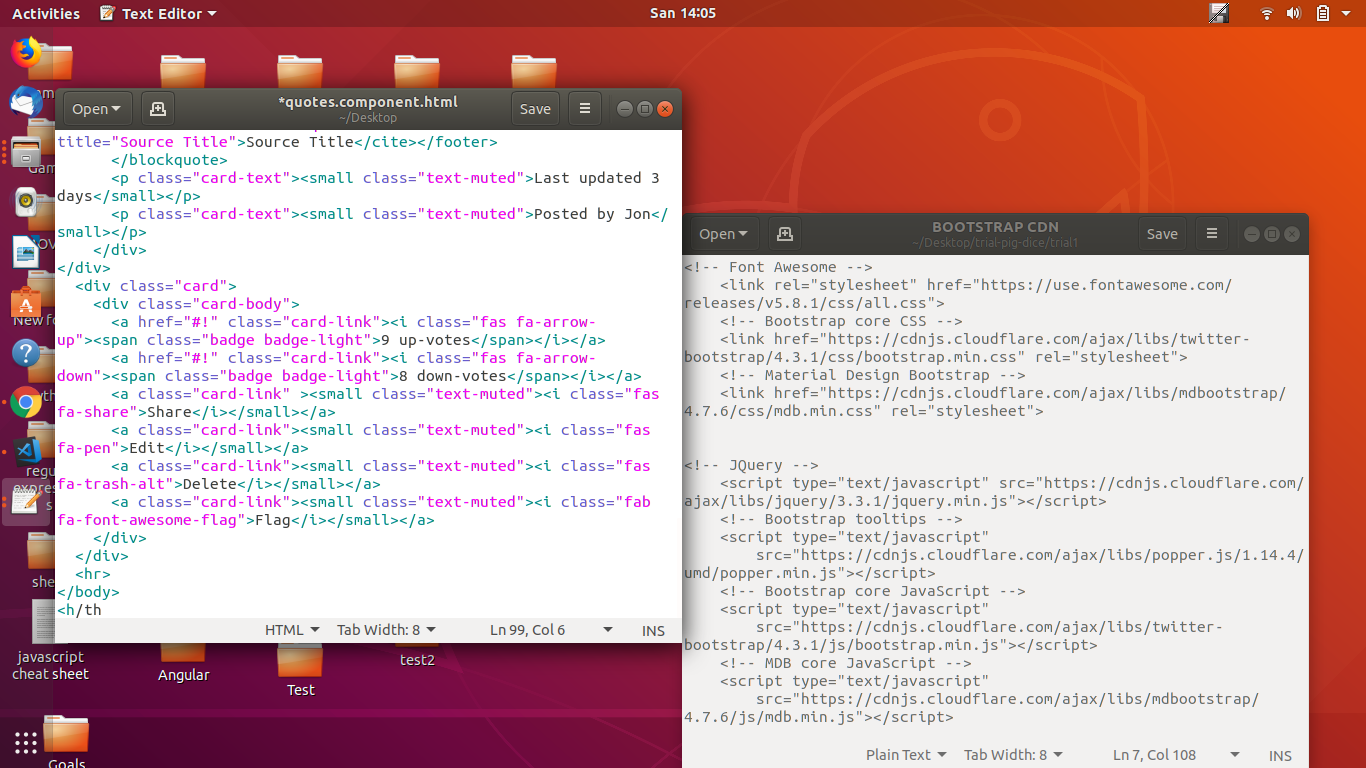 Activities
Text Editor
San 14:05
Open
*quotes.component.html
~/Desktop
Save
title="Source Title">Source Title</cite></footer>
</blockquote>
<p class="card-text"><small class="text-muted">Last updated 3
days</small></p>
<p class="card-text"><small class="text-muted">Posted by Jon</
small></p>
</div>
</div>
<div class="card">
<div class="card-body">
<a href="#!" class="card-link"><i class="fas fa-arrow-
up"><span class="badge badge-light">9 up-votes</span></i></a>
<a href="#!" class="card-link"><i class="fas fa-arrow-
down"><span class="badge badge-light">8 down-votes</span></i></a>
<a class="card-link" ><small class="text-muted"><i class="fas
fa-share">Share</i></small></a>
<a class="card-link"><small class="text-muted"><i class="fas
fa-pen">Edit</i></small></a>
<a class="card-link"><small class="text-muted"><i class="fas
fa-trash-alt">Delete</i></small></a>
<a class="card-link"><small class="text-muted"><i class="fab
fa-font-awesome-flag">Flag</i></small></a>
</div>
</div>
<hr>
</body>
<h/th
HTML
Tab Width: 8
Ln 99, Col 6
INS
Open
BOOTSTRAP CDN
~/Desktop/trial-pig-dice/trial1
Save
<!-- Font Awesome -->
<link rel="stylesheet" href="https://use.fontawesome.com/
releases/v5.8.1/css/all.css">
<!-- Bootstrap core CSS -->
<link href="https://cdnjs.cloudflare.com/ajax/libs/twitter-
bootstrap/4.3.1/css/bootstrap.min.css" rel="stylesheet">
<!-- Material Design Bootstrap -->
<link href="https://cdnjs.cloudflare.com/ajax/libs/mdbootstrap/
4.7.6/css/mdb.min.css" rel="stylesheet">
<!-- JQuery -->
<script type="text/javascript" src="https://cdnjs.cloudflare.com/
ajax/libs/jquery/3.3.1/jquery.min.js"></script>
<!-- Bootstrap tooltips -->
<script type="text/javascript"
src="https://cdnjs.cloudflare.com/ajax/libs/popper.js/1.14.4/
umd/popper.min.js"></script>
<!-- Bootstrap core JavaScript -->
<script type="text/javascript"
src="https://cdnjs.cloudflare.com/ajax/libs/twitter-
bootstrap/4.3.1/js/bootstrap.min.js"></script>
<!-- MDB core JavaScript -->
<script type="text/javascript"
src="https://cdnjs.cloudflare.com/ajax/libs/mdbootstrap/
4.7.6/js/mdb.min.js"></script>
Plain Text
Tab Width: 8
Ln 7, Col 108
INS
New fo
regu
expres
s
she
javascript
cheat sheet
Angular
Test
test2
Goals